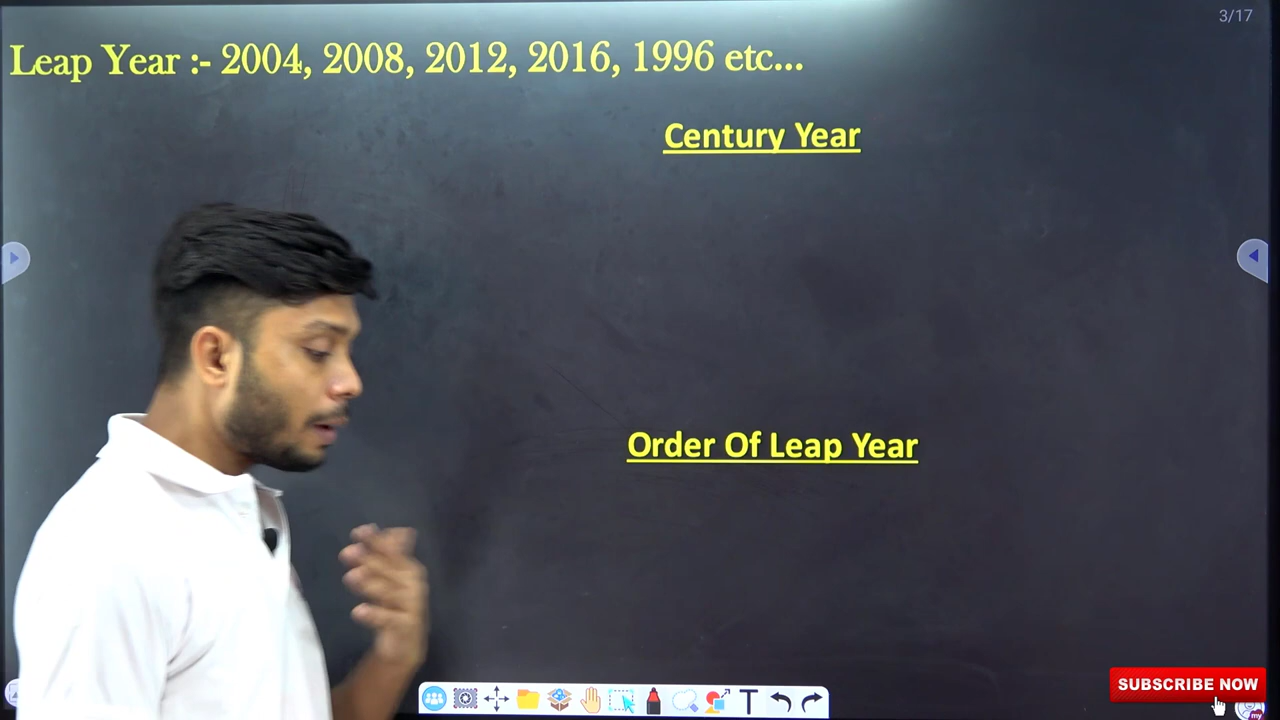 3/17
Leap Year :- 2004, 2008, 2012, 2016, 1996 etc...
Century Year
Order Of Leap Year
SUBSCRIBE NOW